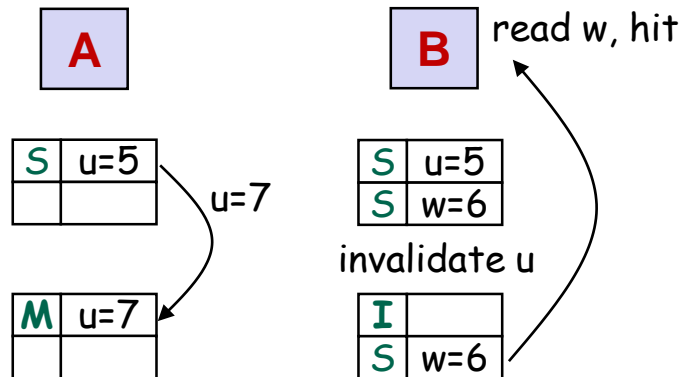 A
B
read w, hit
S u=5
S u=5
S w=6
u=7
invalidate u
M u=7
I
S w=6